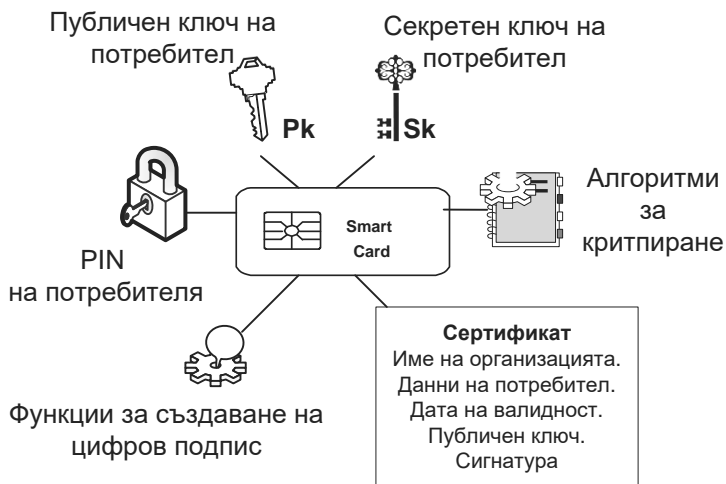 Публичен ключ на
потребител
Секретен ключ на
потребител
Pk
Sk
Алгоритми
за
критпиране
Smart
Card
PIN
на потребителя
Функции за създаване на
цифров подпис
Сертификат
Име на организацията.
Данни на потребител.
Дата на валидност.
Публичен ключ.
Сигнатура